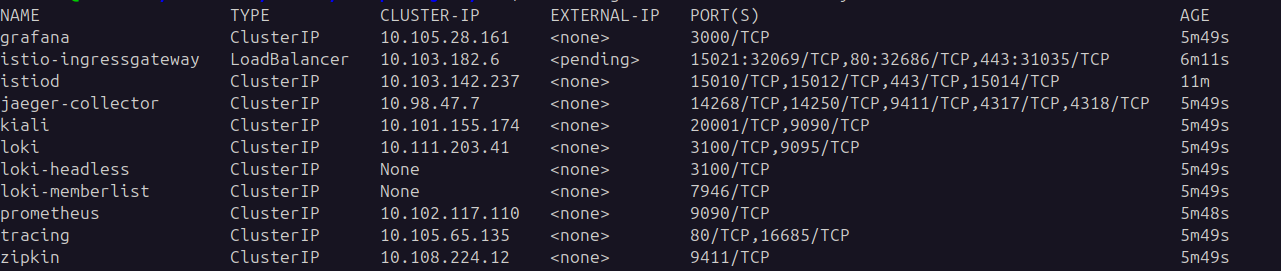 NAME TYPE CLUSTER-IP EXTERNAL-IP PORT(S) AGE
grafana ClusterIP 10.105.28.161 <none> 3000/TCP 5m49s
istio-ingressgateway LoadBalancer 10.103.182.6 <pending> 15021:32069/TCP,80:32686/TCP,443:31035/TCP 6m11s
istiod ClusterIP 10.103.142.237 <none> 15010/TCP,15012/TCP,443/TCP,15014/TCP 11m
jaeger-collector ClusterIP 10.98.47.7 <none> 14268/TCP,14250/TCP,9411/TCP,4317/TCP,4318/TCP 5m49s
kiali ClusterIP 10.101.155.174 <none> 20001/TCP,9090/TCP 5m49s
loki ClusterIP 10.111.203.41 <none> 3100/TCP,9095/TCP 5m49s
loki-headless ClusterIP None <none> 3100/TCP 5m49s
loki-memberlist ClusterIP None <none> 7946/TCP 5m49s
prometheus ClusterIP 10.102.117.110 <none> 9090/TCP 5m48s
tracing ClusterIP 10.105.65.135 <none> 80/TCP,16685/TCP 5m49s
zipkin ClusterIP 10.108.224.12 <none> 9411/TCP 5m49s